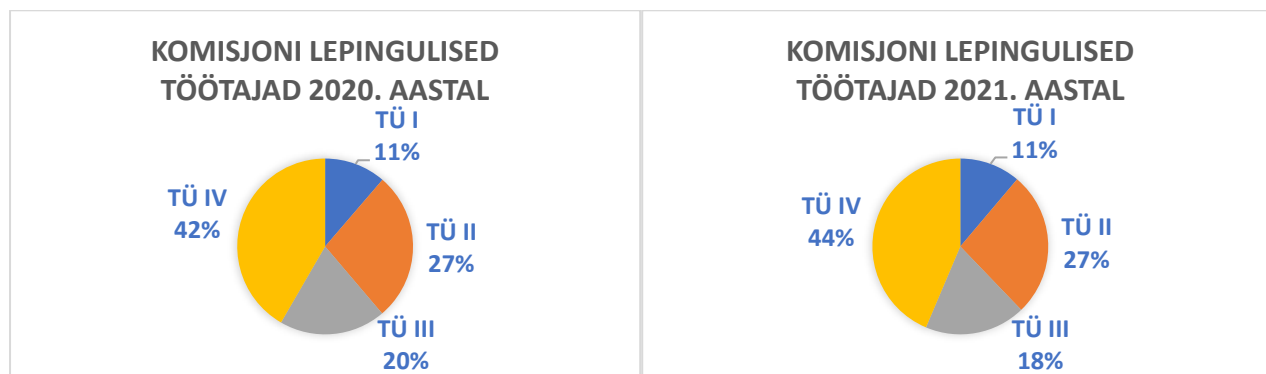 KOMISJONI LEPINGULISED
TÖÖTAJAD 2020. AASTAL
TÜ I
11%
TÜ II
27%
TÜ III
20%
TÜ IV
42%
KOMISJONI LEPINGULISED
TÖÖTAJAD 2021. AASTAL
TÜ I
11%
TÜ II
27%
TÜ III
18%
TÜ IV
44%